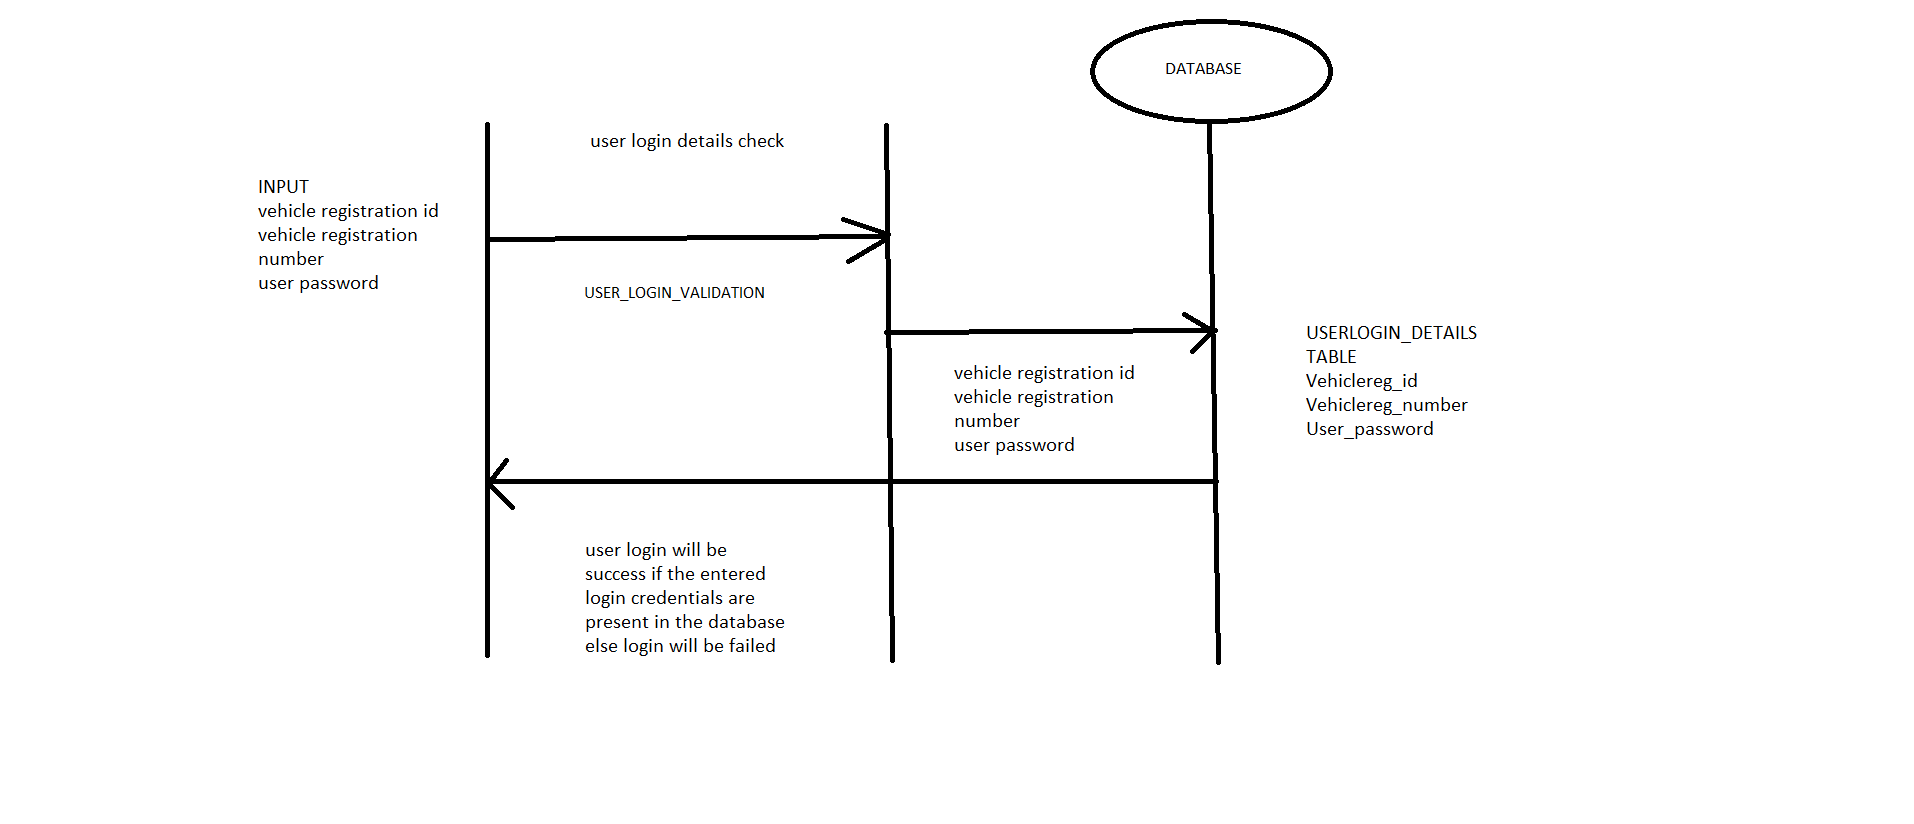 DATABASE
user login details check
INPUT
vehicle registration id
vehicle registration
number
user password
USER_LOGIN_VALIDATION
vehicle registration id
vehicle registration
number
user password
USERLOGIN_DETAILS
TABLE
Vehiclereg_id
Vehiclereg_number
User_password
user login will be
success if the entered
login credentials are
present in the database
else login will be failed